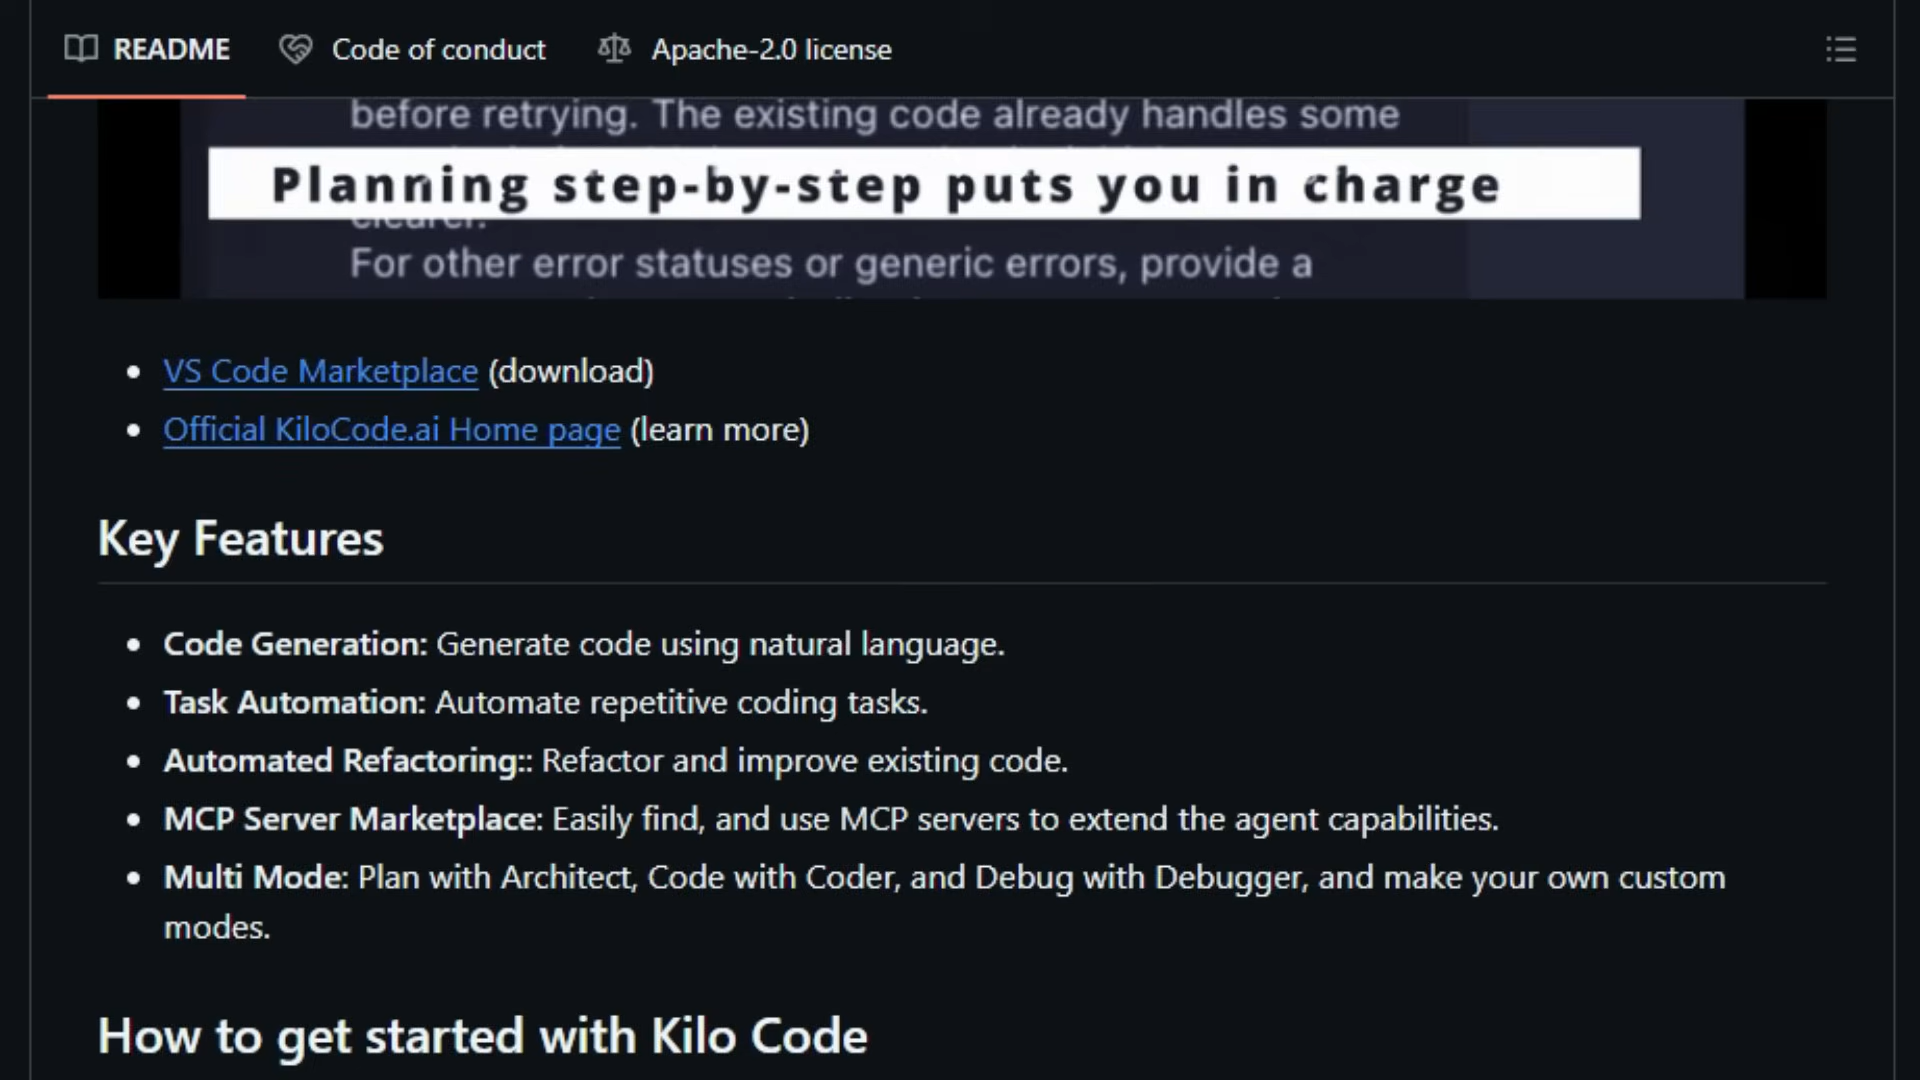 README Code of conduct Apache-2.0 license
before retrying. The existing code already handles some
Planning step-by-step puts you in charge
clearer.
For other error statuses or generic errors, provide a
VS Code Marketplace (download)
Official KiloCode.ai Home page (learn more)
Key Features
Code Generation: Generate code using natural language.
Task Automation: Automate repetitive coding tasks.
Automated Refactoring:: Refactor and improve existing code.
MCP Server Marketplace: Easily find, and use MCP servers to extend the agent capabilities.
Multi Mode: Plan with Architect, Code with Coder, and Debug with Debugger, and make your own custom
modes.
How to get started with Kilo Code